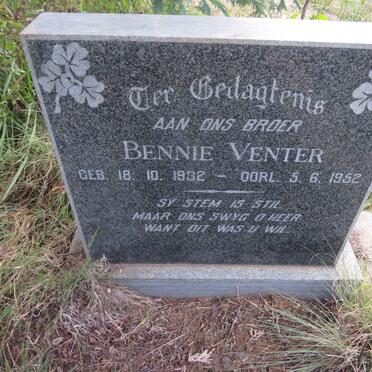 Ter Gedagtenis
AAN ONS BROER
BENNIE VENTER
GEB. 18. 10. 1932 – OORL. 5. 6. 1952
SY STEM IS STIL
MAAR ONS SWYG O HEER
WANT DIT WAS U WIL.